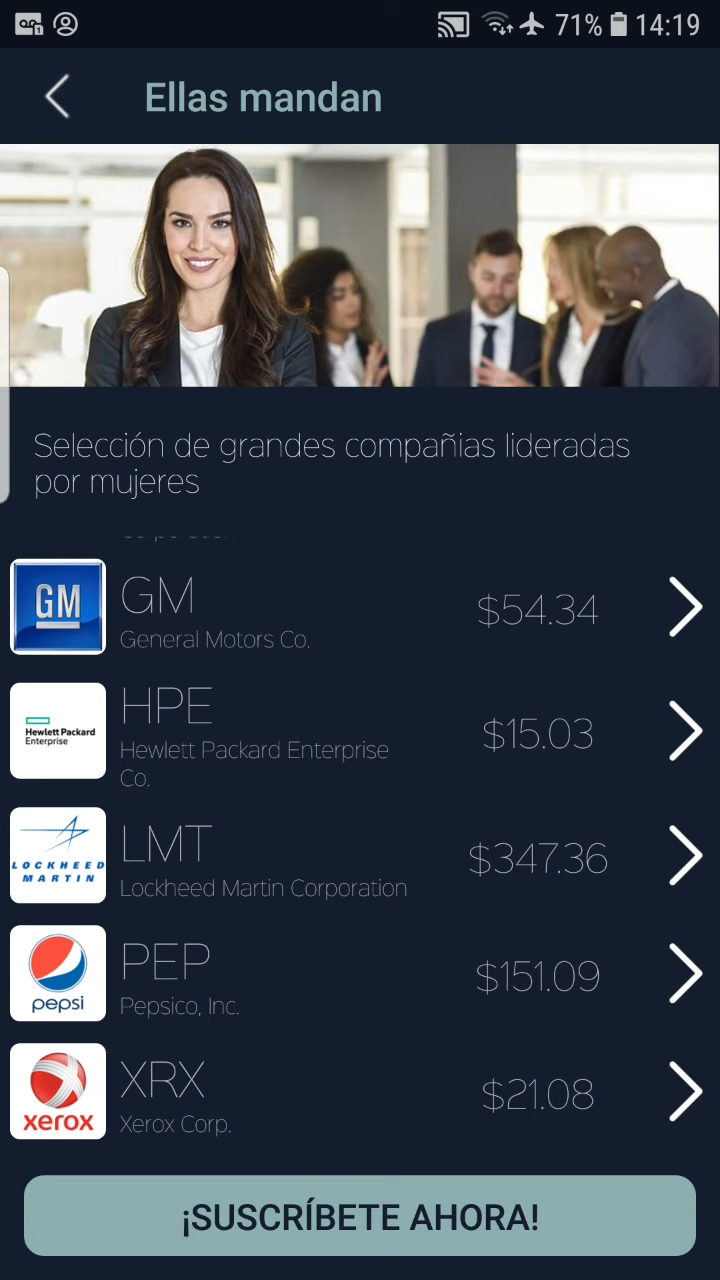 71% 14:19
Ellas mandan
Selección de grandes compañias lideradas
por mujeres
GM
GM
General Motors Co.
$54.34
Hewlett Packard
Enterprise
HPE
Hewlett Packard Enterprise
Co.
$15.03
LOCKHEED
MARTIN
LMT
Lockheed Martin Corporation
$347.36
pepsi
PEP
Pepsico, Inc.
$151.09
xerox
XRX
Xerox Corp.
$21.08
¡SUSCRÍBETE AHORA!